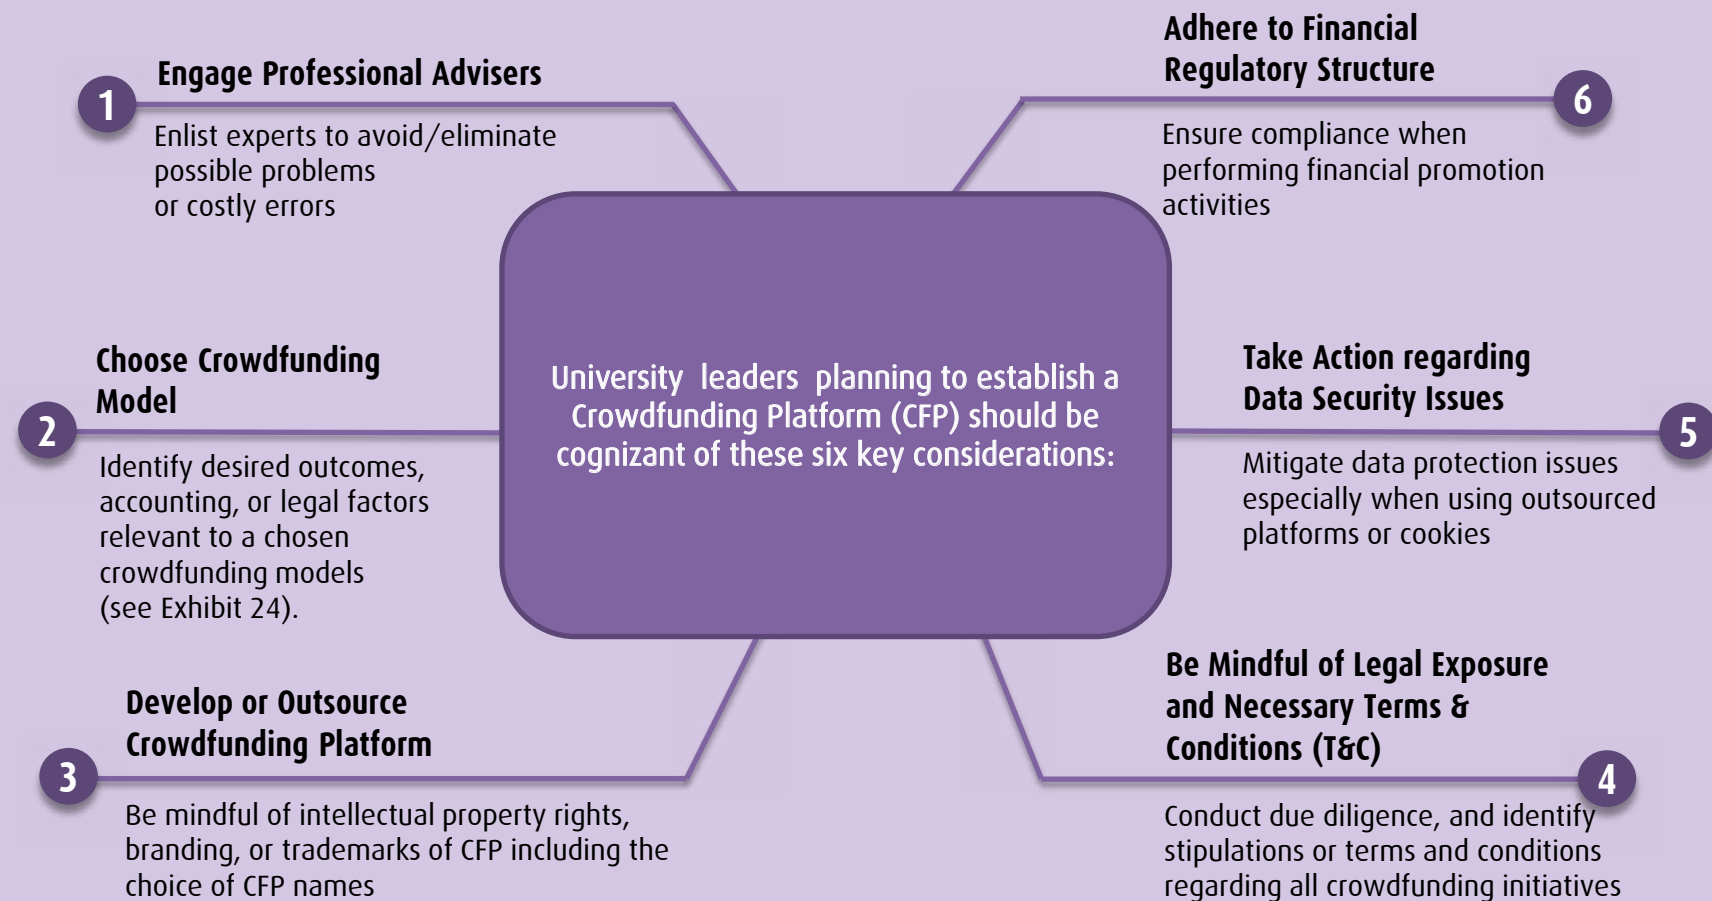 1
Engage Professional Advisers
Enlist experts to avoid/eliminate
possible problems
or costly errors
2
Choose Crowdfunding
Model
Identify desired outcomes,
accounting, or legal factors
relevant to a chosen
crowdfunding models
(see Exhibit 24).
3
Develop or Outsource
Crowdfunding Platform
Be mindful of intellectual property rights,
branding, or trademarks of CFP including the
choice of CFP names
University leaders planning to establish a
Crowdfunding Platform (CFP) should be
cognizant of these six key considerations:
Adhere to Financial
Regulatory Structure
6
Ensure compliance when
performing financial promotion
activities
Take Action regarding
Data Security Issues
5
Mitigate data protection issues
especially when using outsourced
platforms or cookies
Be Mindful of Legal Exposure
and Necessary Terms &
Conditions (T&C)
4
Conduct due diligence, and identify
stipulations or terms and conditions
regarding all crowdfunding initiatives